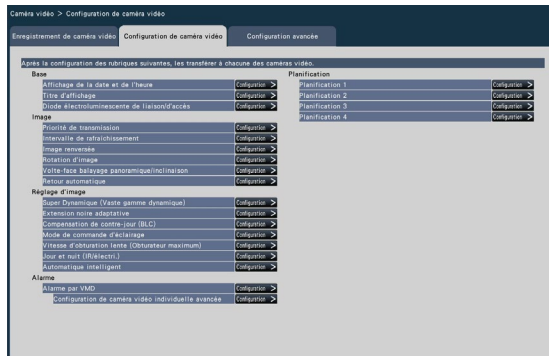 Caméra vidéo > Configuration de caméra vidéo
Enregistrement de caméra vidéo
Configuration de caméra vidéo
Configuration avancée
Après la configuration des rubriques suivantes, les transférer à chacune des caméras vidéo.
Base
Affichage de la date et de l'heure Configuration >
Titre d'affichage Configuration >
Diode électroluminescente de liaison/d'accès Configuration >
Image
Priorité de transmission Configuration >
Intervalle de rafraîchissement Configuration >
Image renversée Configuration >
Rotation d'image Configuration >
Volte-face balayage panoramique/inclinaison Configuration >
Retour automatique Configuration >
Réglage d'image
Super Dynamique (Vaste gamme dynamique) Configuration >
Extension noire adaptative Configuration >
Compensation de contre-jour (BLC) Configuration >
Mode de commande d'éclairage Configuration >
Vitesse d'obturation lente (Obturateur maximum) Configuration >
Jour et nuit (IR/électri.) Configuration >
Automatique intelligent Configuration >
Alarme
Alarme par VMD Configuration >
Configuration de caméra vidéo individuelle avancée Configuration >
Planification
Planification 1 Configuration >
Planification 2 Configuration >
Planification 3 Configuration >
Planification 4 Configuration >